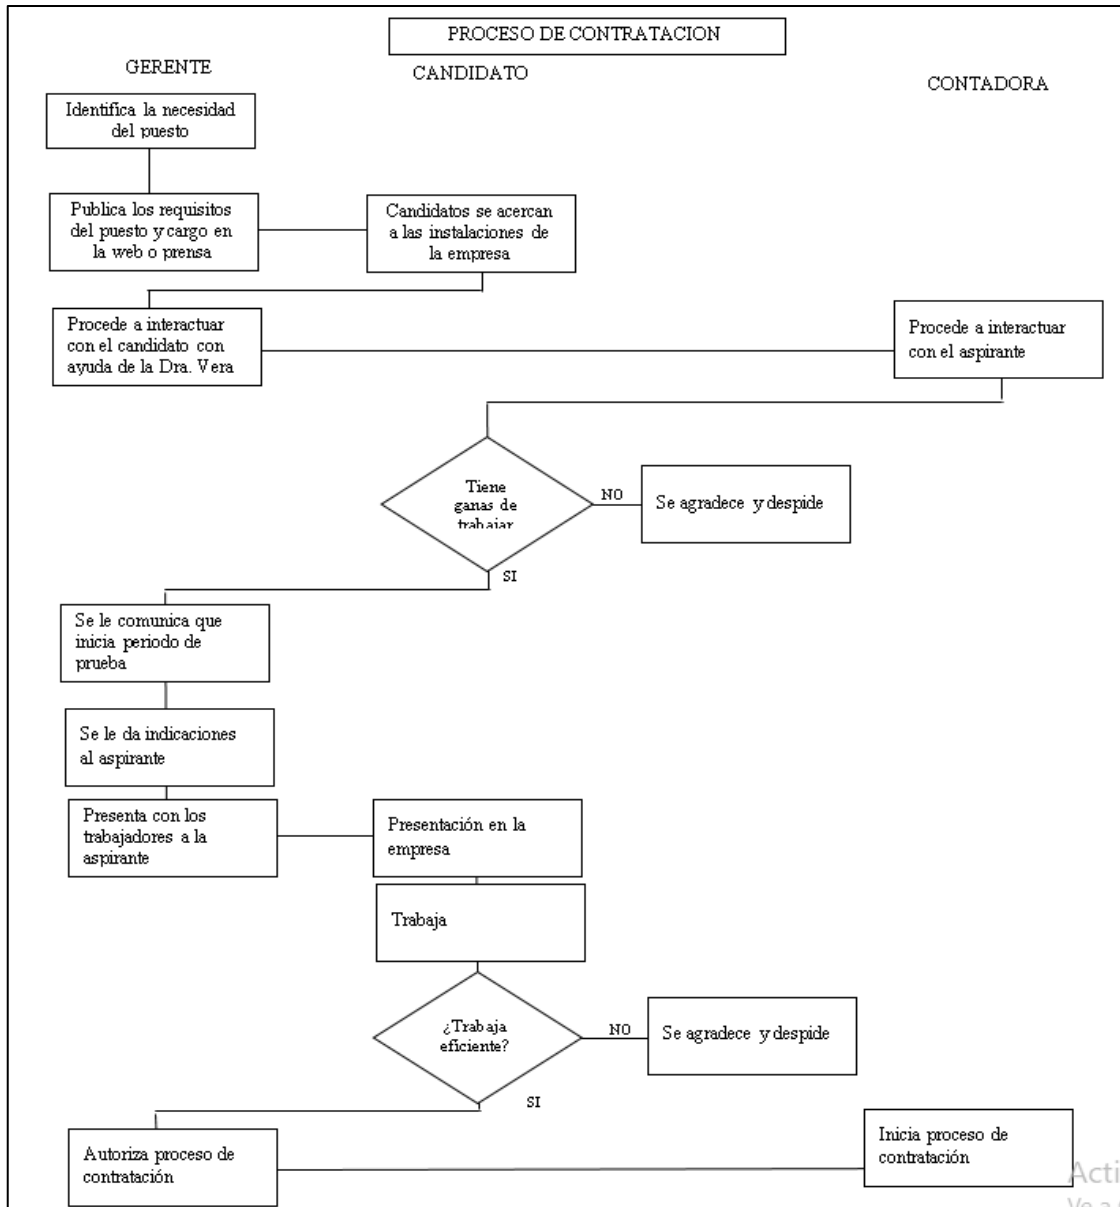 PROCESO DE CONTRATACION
GERENTE
CANDIDATO
CONTADORA
Identifica la necesidad
del puesto
Publica los requisitos
del puesto y cargo en
la web o prensa
Candidatos se acercan
a las instalaciones de
la empresa
Procede a interactuar
con el candidato con
ayuda de la Dra. Vera
Procede a interactuar
con el aspirante
Tiene
ganas de
trabajar
NO
Se agradece y despide
SI
Se le comunica que
inicia periodo de
prueba
Se le da indicaciones
al aspirante
Presenta con los
trabajadores a la
aspirante
Presentación en la
empresa
Trabaja
¿Trabaja
eficiente?
NO
Se agradece y despide
SI
Autoriza proceso de
contratación
Inicia proceso de
contratación
Acti